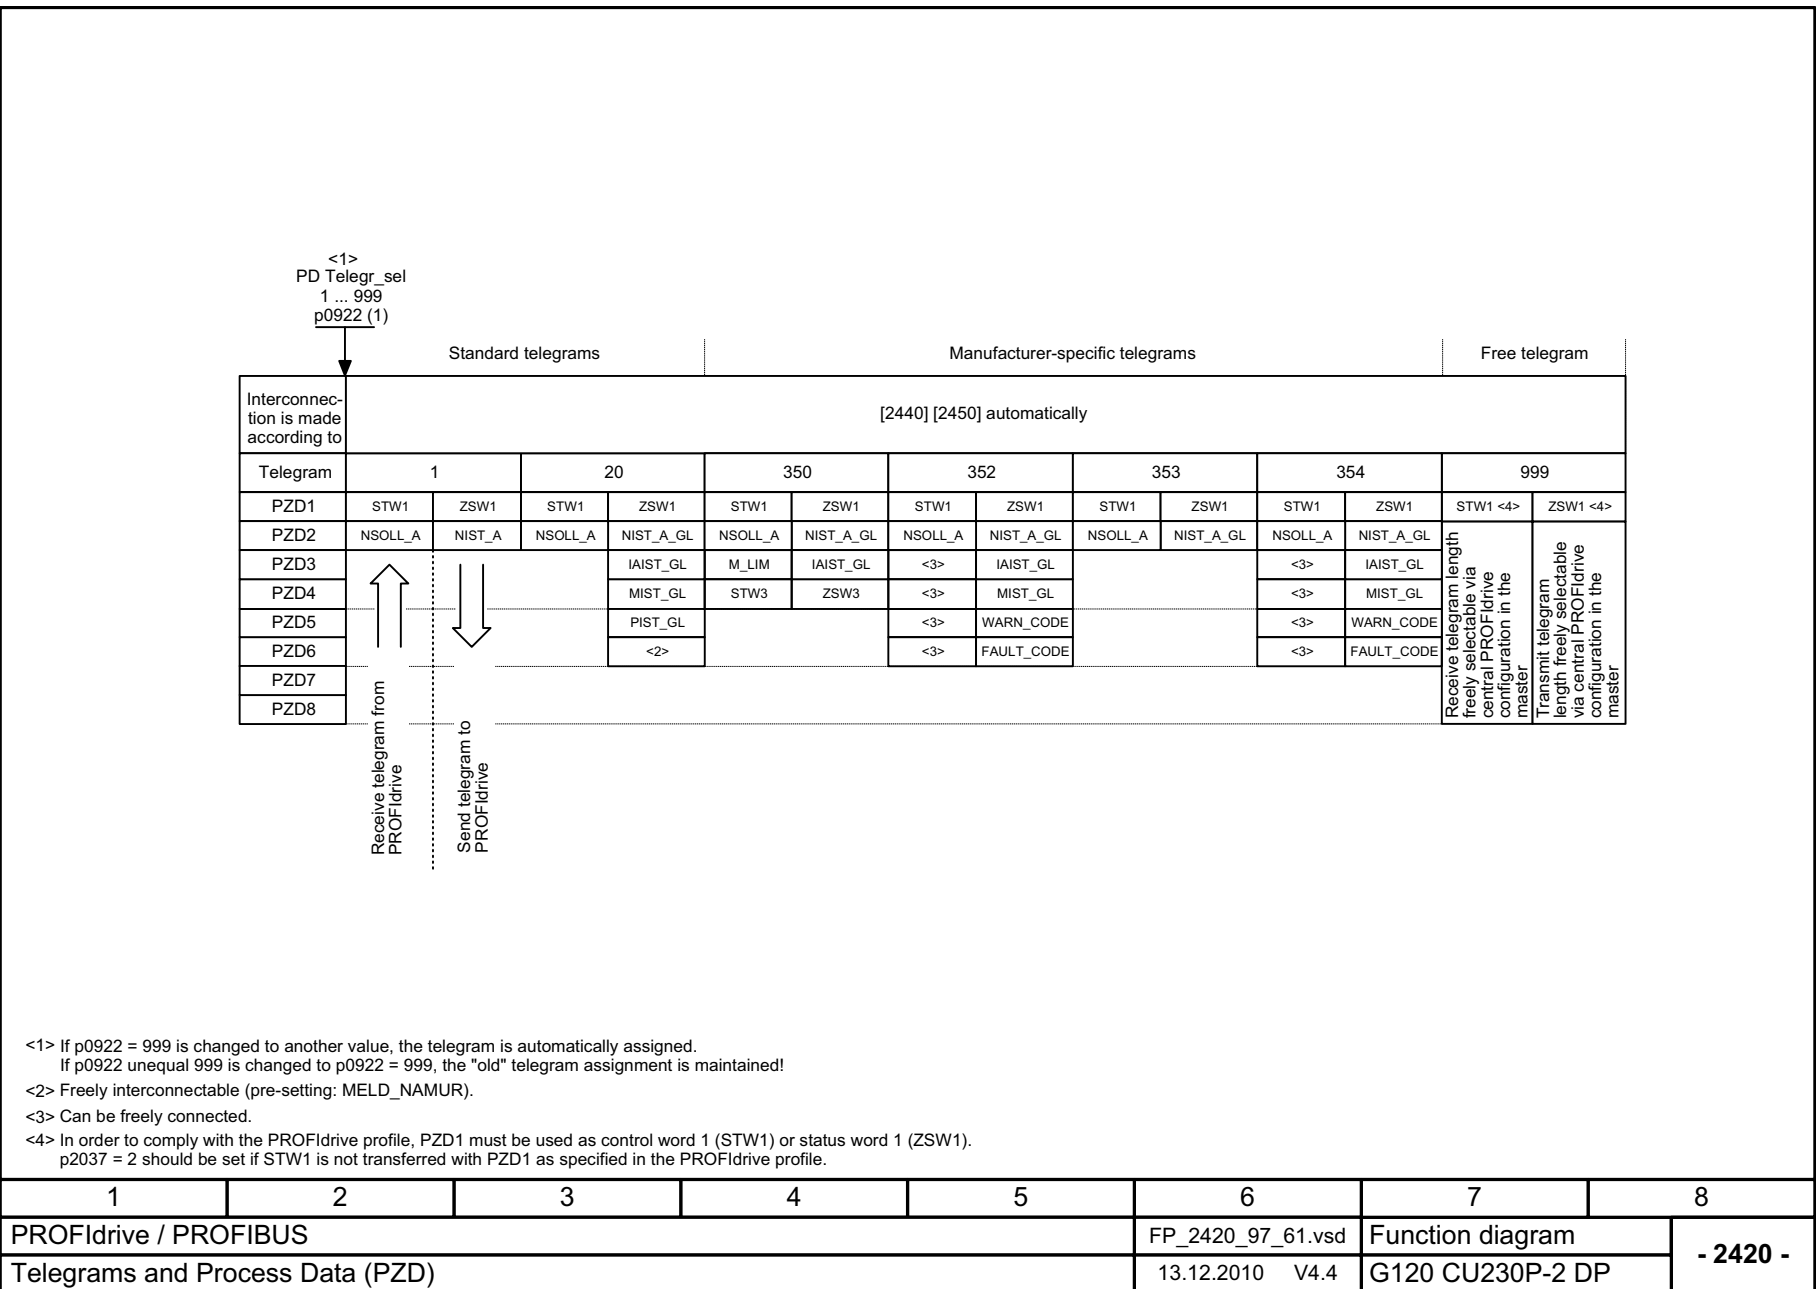 <1>
PD Telegr_sel
1 ... 999
p0922 (1)
Standard telegrams
Manufacturer-specific telegrams
Free telegram
Interconnec-
tion is made
according to
[2440] [2450] automatically
Telegram 1 20 350 352 353 354 999
PZD1 STW1 ZSW1 STW1 ZSW1 STW1 ZSW1 STW1 ZSW1 STW1 ZSW1 STW1 ZSW1 STW1 <4> ZSW1 <4>
PZD2 NSOLL_A NIST_A NSOLL_A NIST_A_GL NSOLL_A NIST_A_GL NSOLL_A NIST_A_GL NSOLL_A NIST_A_GL NSOLL_A NIST_A_GL
PZD3 IAIST_GL M_LIM IAIST_GL <3> IAIST_GL <3> IAIST_GL
PZD4 MIST_GL STW3 ZSW3 <3> MIST_GL <3> MIST_GL
PZD5 PIST_GL <3> WARN_CODE <3> WARN_CODE
PZD6 <2> <3> FAULT_CODE <3> FAULT_CODE
PZD7
PZD8
Receive telegram length
freely selectable via
central PROFIdrive
configuration in the
master
Transmit telegram
length freely selectable
via central PROFIdrive
configuration in the
master
Receive telegram from
PROFIdrive
Send telegram to
PROFIdrive
<1> If p0922 = 999 is changed to another value, the telegram is automatically assigned.
If p0922 unequal 999 is changed to p0922 = 999, the "old" telegram assignment is maintained!
<2> Freely interconnectable (pre-setting: MELD_NAMUR).
<3> Can be freely connected.
<4> In order to comply with the PROFIdrive profile, PZD1 must be used as control word 1 (STW1) or status word 1 (ZSW1).
p2037 = 2 should be set if STW1 is not transferred with PZD1 as specified in the PROFIdrive profile.
1 2 3 4 5 6 7 8
PROFIdrive / PROFIBUS FP_2420_97_61.vsd Function diagram
- 2420 -
Telegrams and Process Data (PZD) 13.12.2010 V4.4 G120 CU230P-2 DP